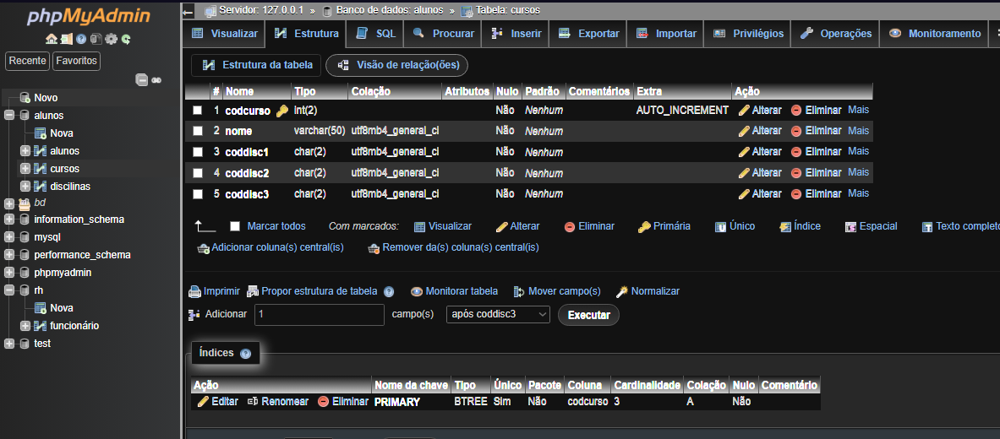 phpMyAdmin
Recente Favoritos
Novo
alunos
Nova
alunos
cursos
discilinas
bd
information_schema
mysql
performance_schema
phpmyadmin
rh
Nova
funcionário
test
Servidor: 127.0.0.1 » Banco de dados: alunos » Tabela: cursos
Visualizar Estrutura SQL Procurar Inserir Exportar Importar Privilégios Operações Monitoramento
Estrutura da tabela Visão de relação(ões)
# Nome Tipo Colação Atributos Nulo Padrão Comentários Extra Ação
1 codcurso int(2) Não Nenhum AUTO_INCREMENT Alterar Eliminar Mais
2 nome varchar(50) utf8mb4_general_ci Não Nenhum Alterar Eliminar Mais
3 coddisc1 char(2) utf8mb4_general_ci Não Nenhum Alterar Eliminar Mais
4 coddisc2 char(2) utf8mb4_general_ci Não Nenhum Alterar Eliminar Mais
5 coddisc3 char(2) utf8mb4_general_ci Não Nenhum Alterar Eliminar Mais
Marcar todos Com marcados: Visualizar Alterar Eliminar Primária Único Índice Espacial Texto completo
Adicionar coluna(s) central(is) Remover da(s) coluna(s) central(is)
Imprimir Propor estrutura de tabela Monitorar tabela Mover campo(s) Normalizar
Adicionar 1 campo(s) após coddisc3 Executar
Índices
Ação Nome da chave Tipo Único Pacote Coluna Cardinalidade Colação Nulo Comentário
Editar Renomear Eliminar PRIMARY BTREE Sim Não codcurso 3 A Não